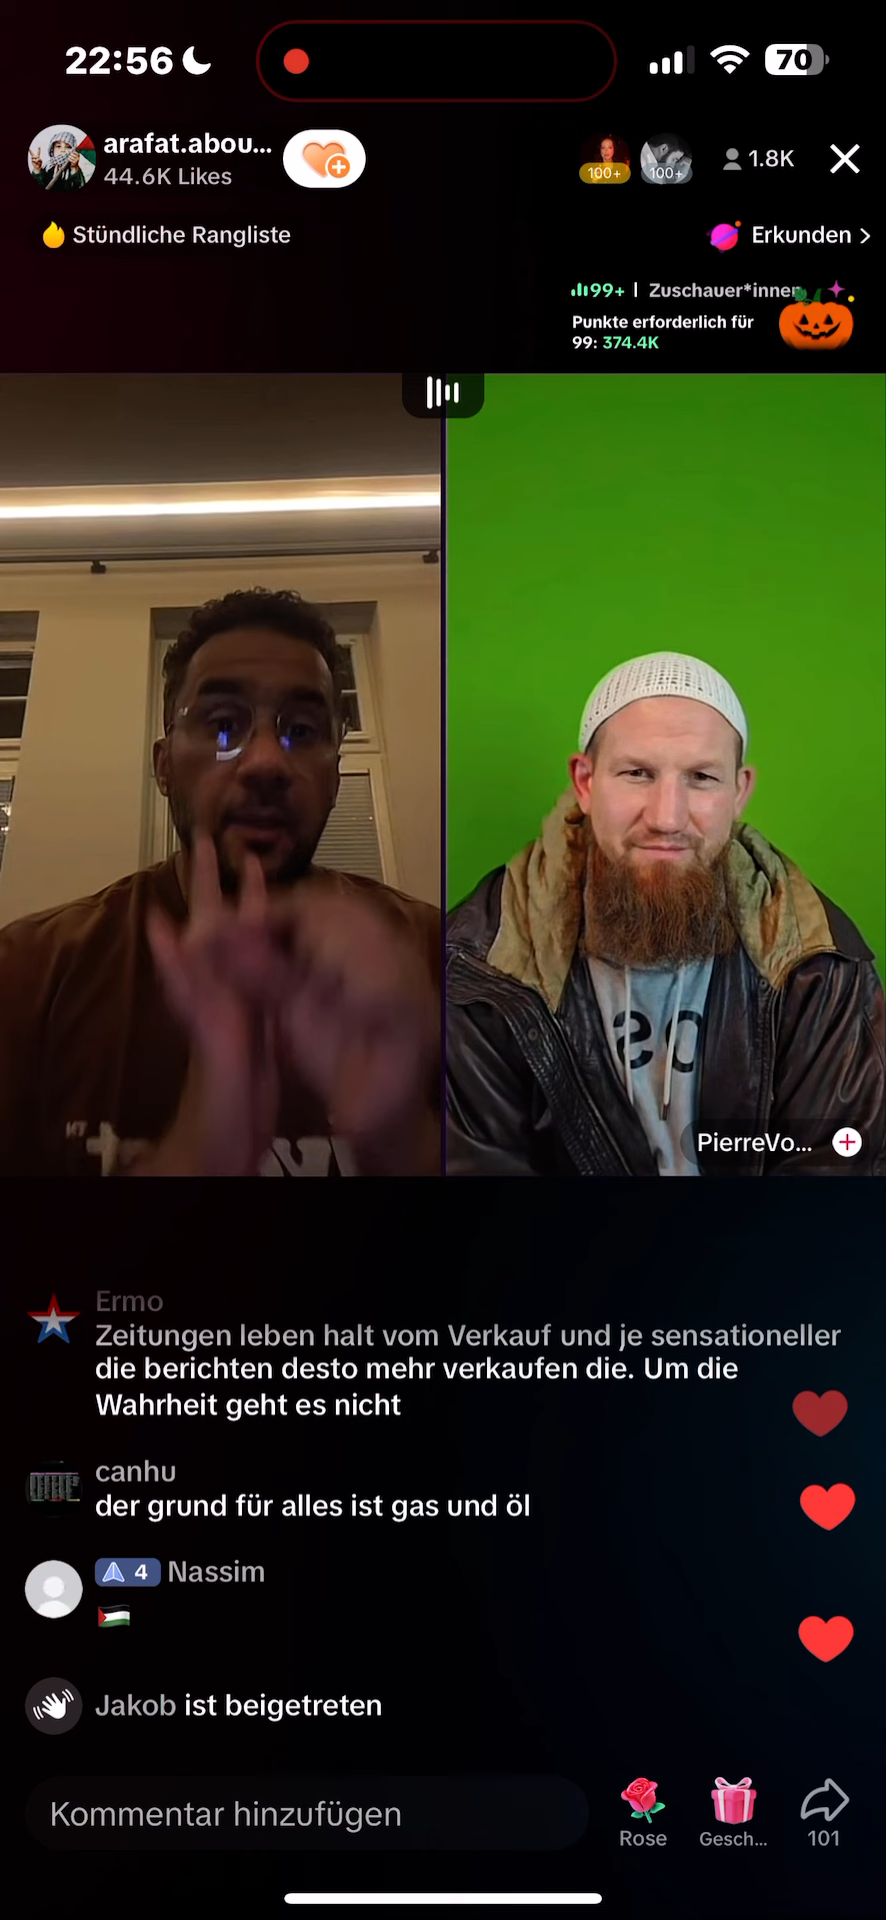 22:56
70
arafat.abou...
44.6K Likes
100+
100+
1.8K
Stündliche Rangliste
Erkunden >
99+ | Zuschauer*innen
Punkte erforderlich für
99: 374.4K
PierreVo...
Ermo
Zeitungen leben halt vom Verkauf und je sensationeller
die berichten desto mehr verkaufen die. Um die
Wahrheit geht es nicht
canhu
der grund für alles ist gas und öl
4 Nassim
🇵🇸
Jakob ist beigetreten
Kommentar hinzufügen
Rose
Gesch...
101